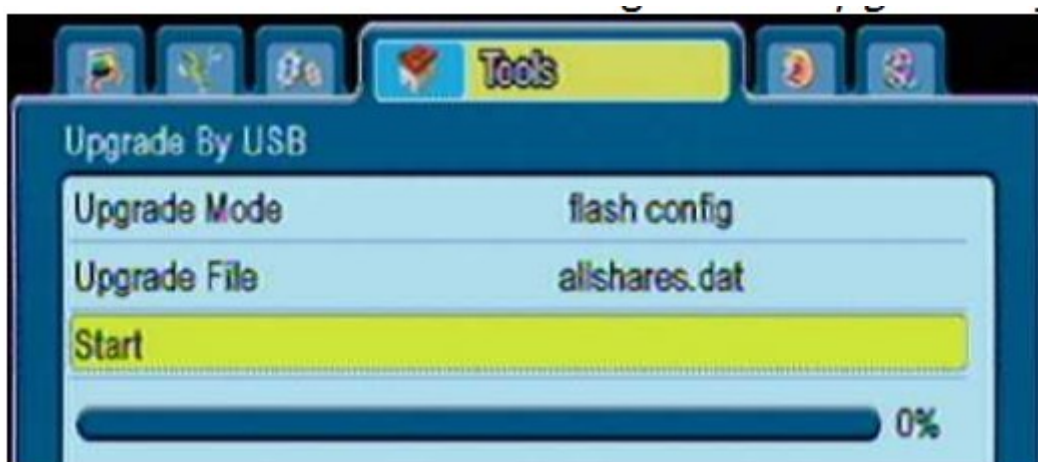 Tools
Upgrade By USB
Upgrade Mode flash config
Upgrade File allshares.dat
Start
0%